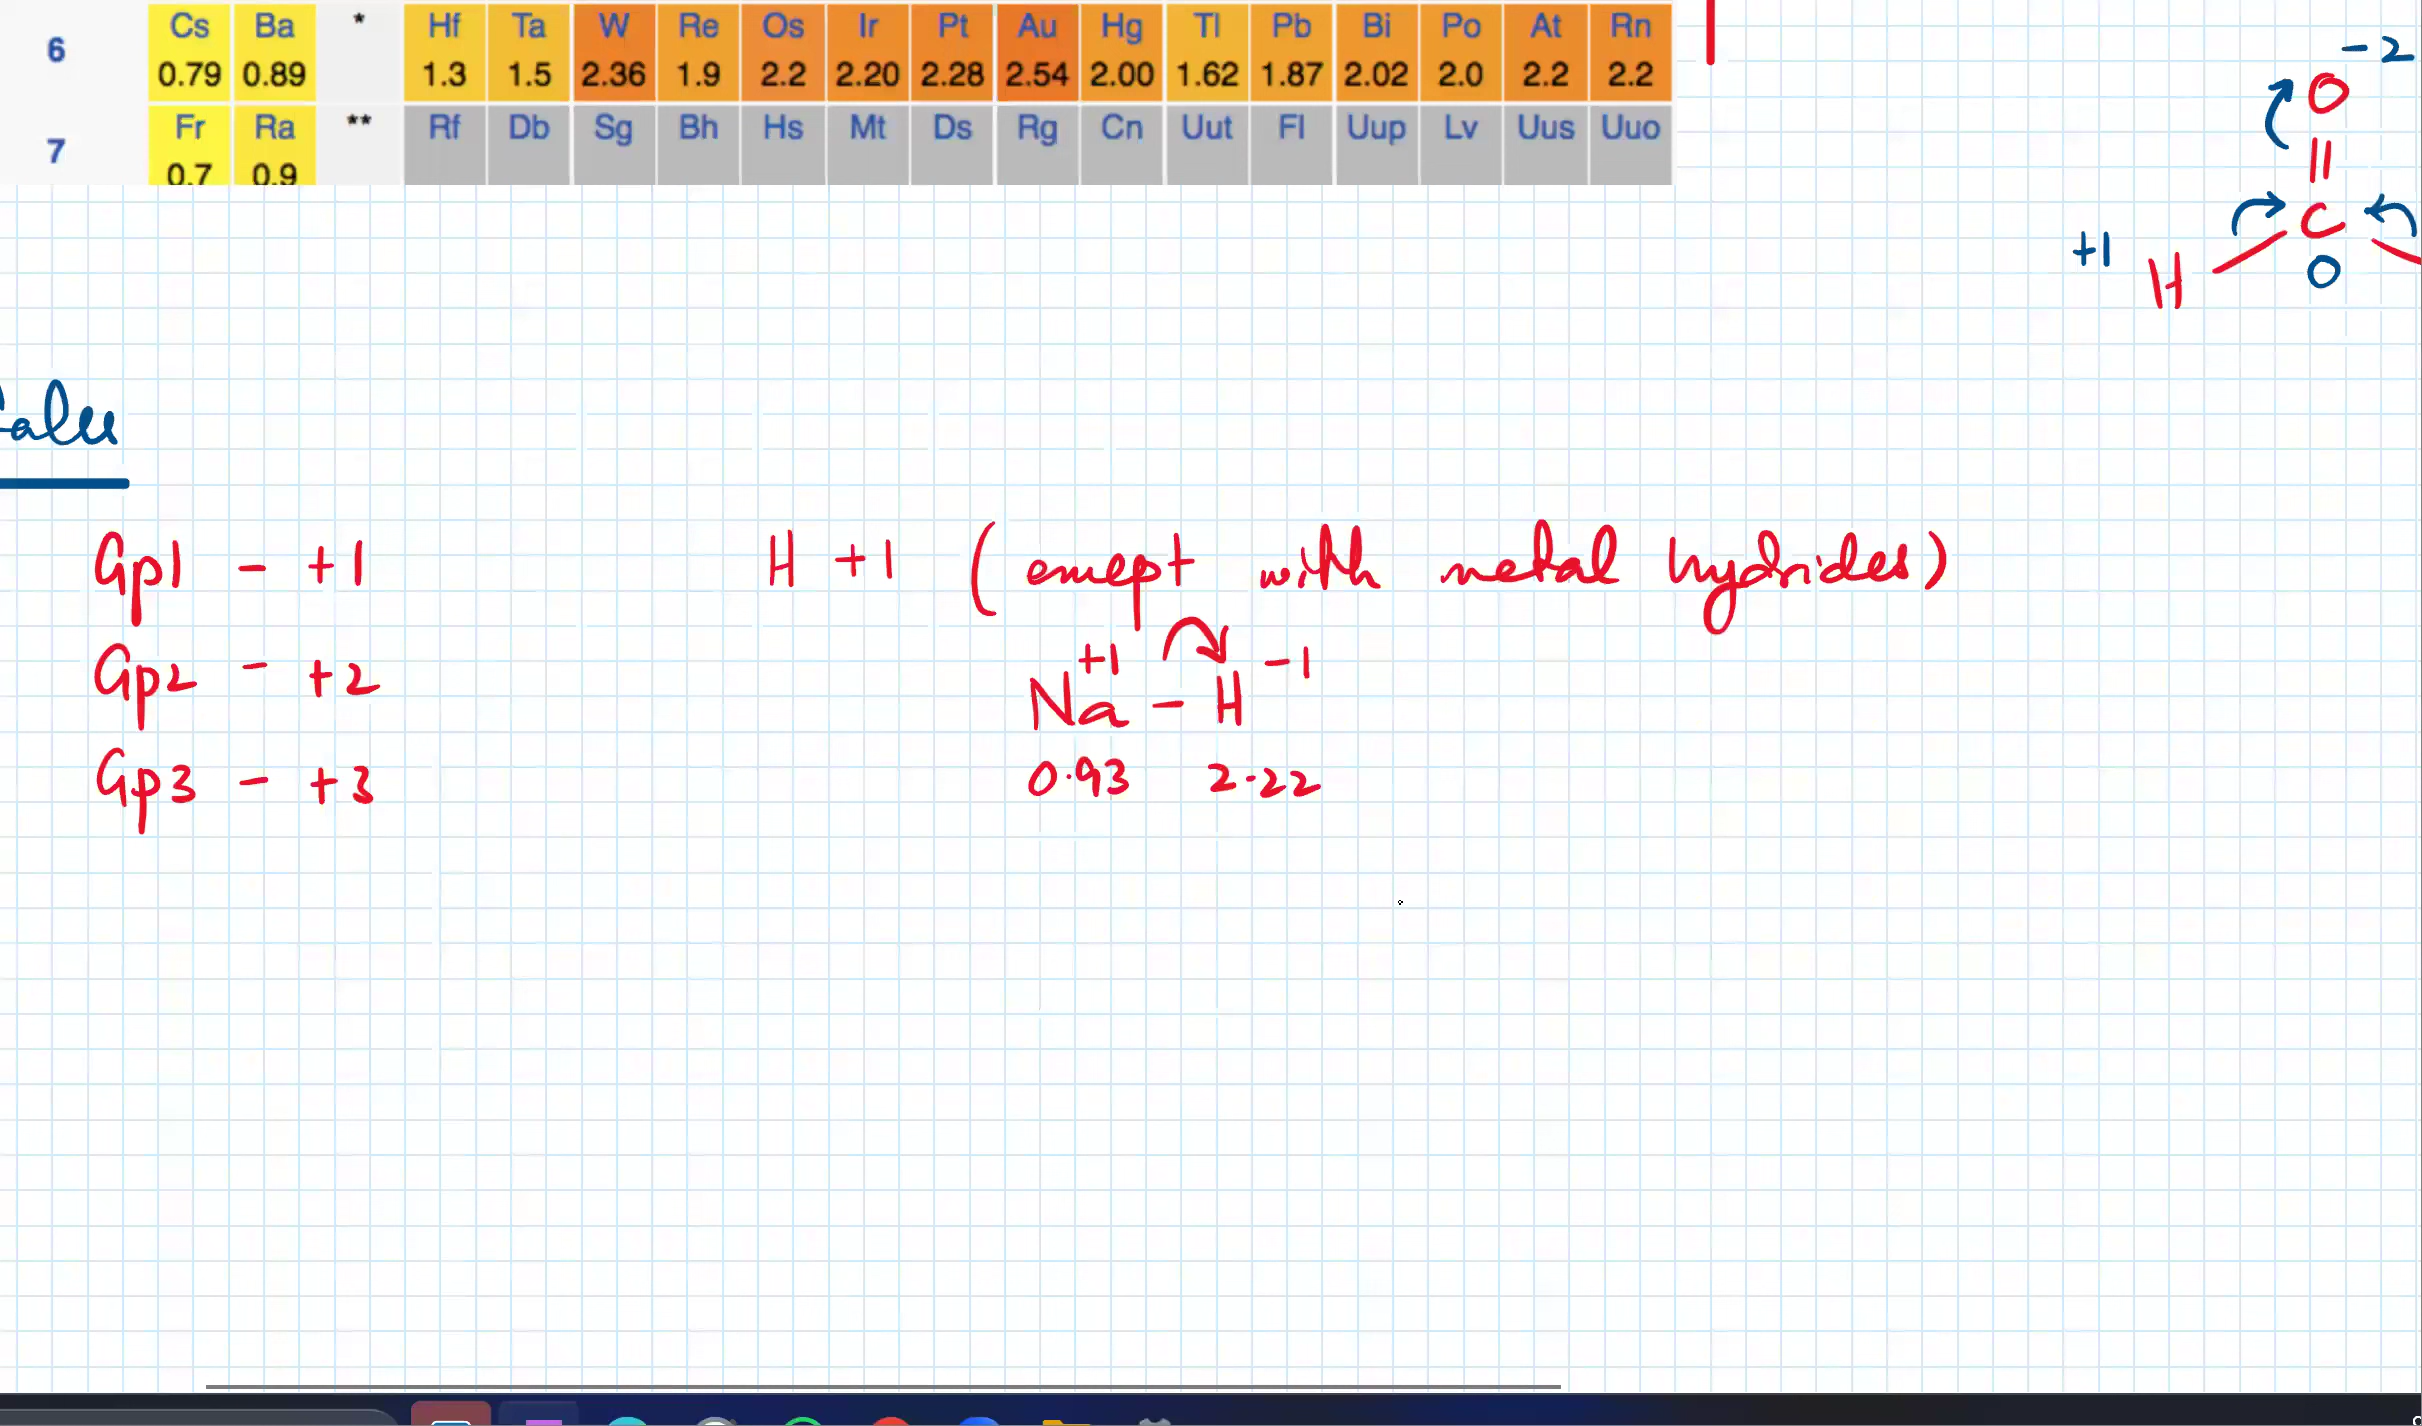 6 Cs Ba * Hf Ta W Re Os Ir Pt Au Hg Tl Pb Bi Po At Rn
0.79 0.89 1.3 1.5 2.36 1.9 2.2 2.20 2.28 2.54 2.00 1.62 1.87 2.02 2.0 2.2 2.2
7 Fr Ra ** Rf Db Sg Bh Hs Mt Ds Rg Cn Uut Fl Uup Lv Uus Uuo
0.7 0.9
-2
O
||
C
+1 H O
Gp1 - +1
Gp2 - +2
Gp3 - +3
H +1 (except with metal hydrides)
+1 -1
Na - H
0.93 2.22